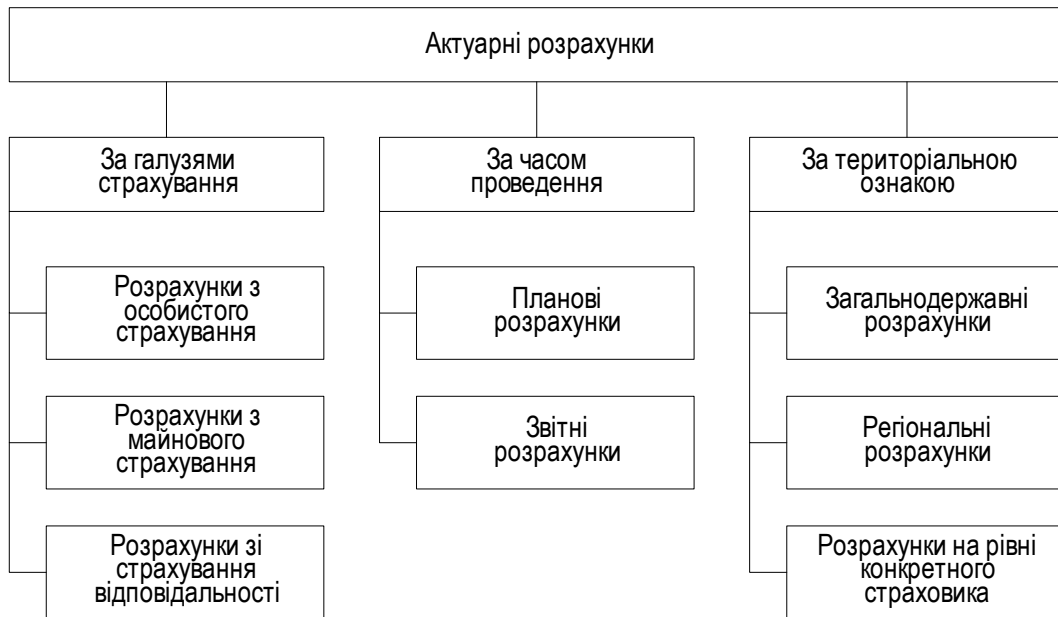 Актуарні розрахунки
За галузями
страхування
За часом
проведення
За територіальною
ознакою
Розрахунки з
особистого
страхування
Планові
розрахунки
Загальнодержавні
розрахунки
Розрахунки з
майнового
страхування
Звітні
розрахунки
Регіональні
розрахунки
Розрахунки зі
страхування
відповідальності
Розрахунки на рівні
конкретного
страховика